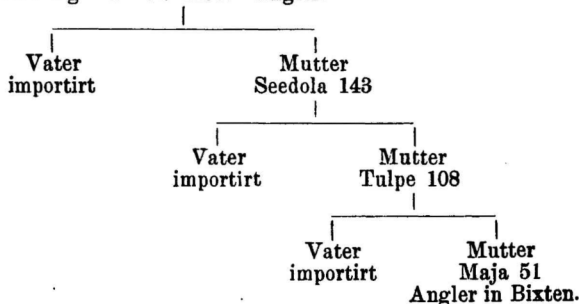 Vater Mutter
importirt Seedola 143
Vater Mutter
importirt Tulpe 108
Vater Mutter
importirt Maja 51
Angler in Bixten.